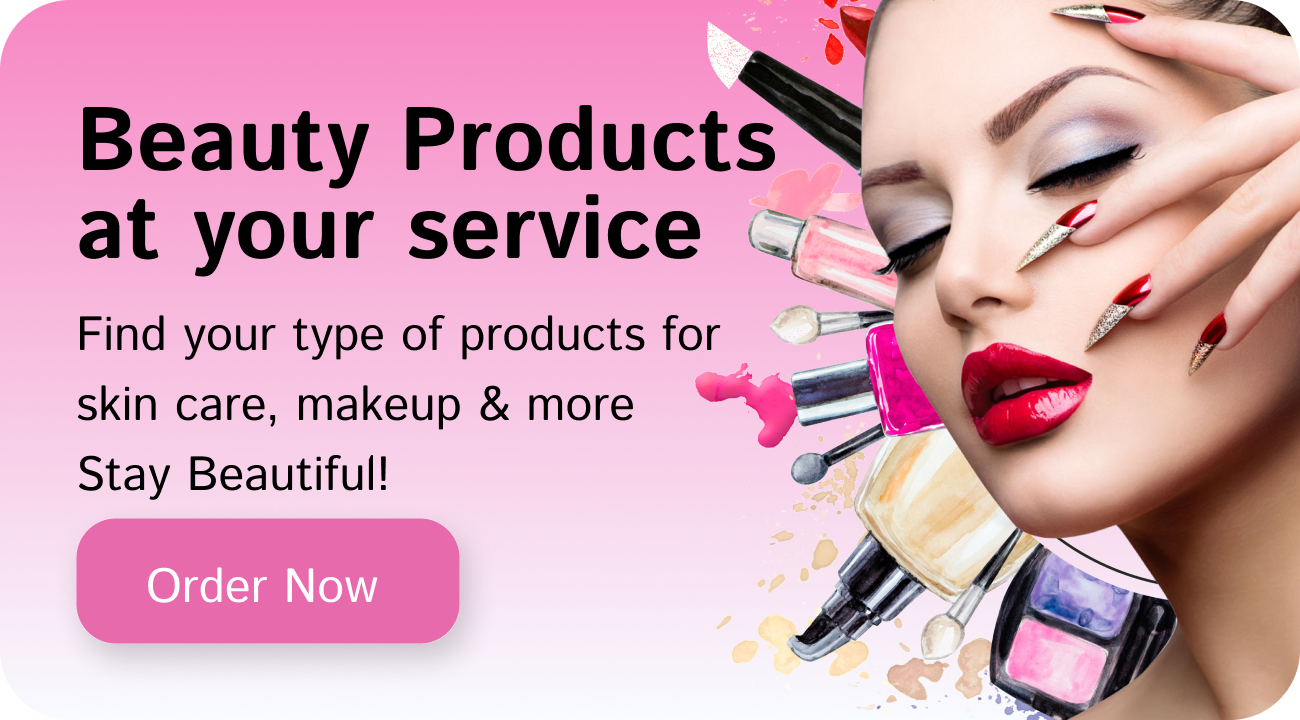 Beauty Products
at your service
Find your type of products for
skin care, makeup & more
Stay Beautiful!
Order Now